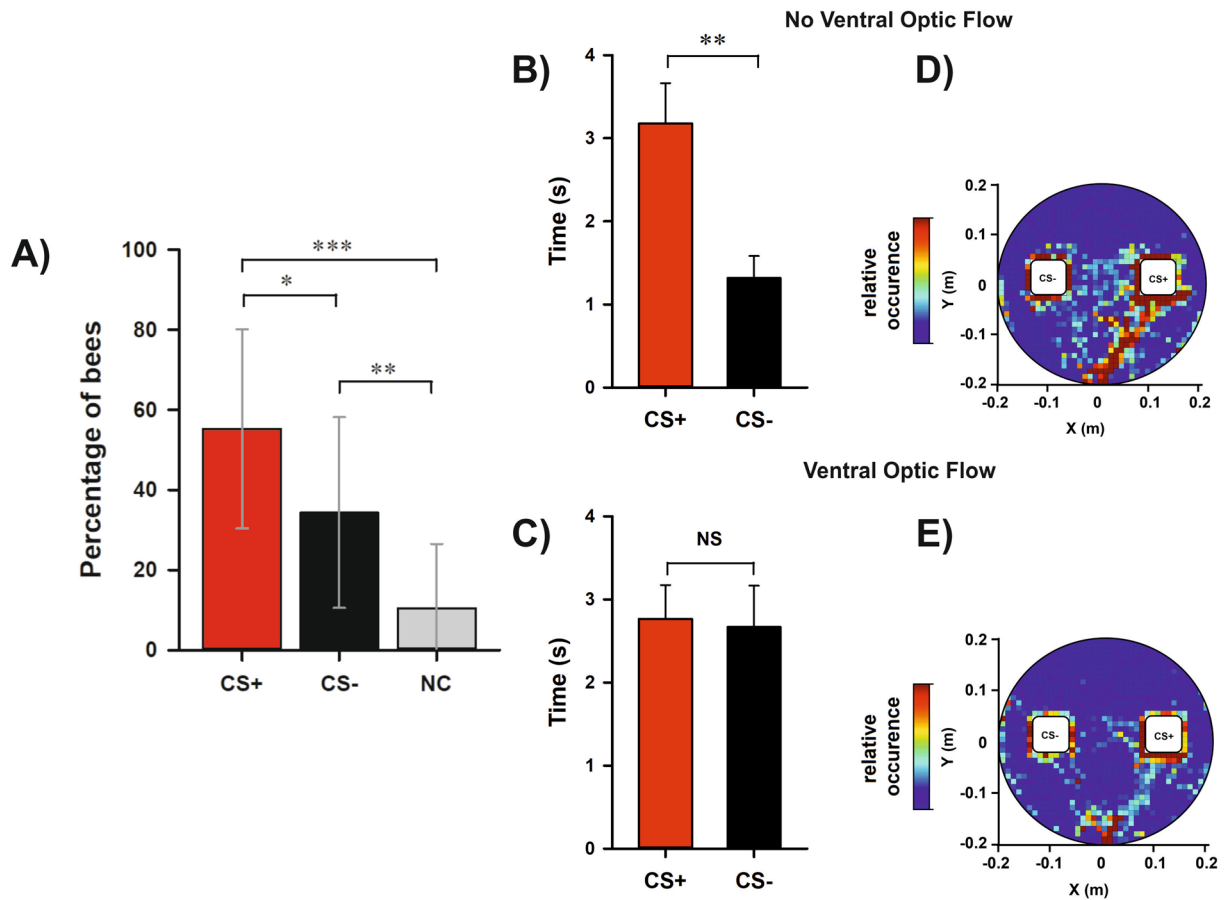 No Ventral Optic Flow
A)
Percentage of bees
100
80
60
40
20
0
***
*
**
CS+ CS- NC
B)
Time (s)
4
3
2
1
0
**
CS+ CS-
D)
relative
occurence
Y (m)
0.2
0.1
0
-0.1
-0.2
CS- CS+
-0.2 -0.1 0 0.1 0.2
X (m)
Ventral Optic Flow
C)
Time (s)
4
3
2
1
0
NS
CS+ CS-
E)
relative
occurence
Y (m)
0.2
0.1
0
-0.1
-0.2
CS- CS+
-0.2 -0.1 0 0.1 0.2
X (m)